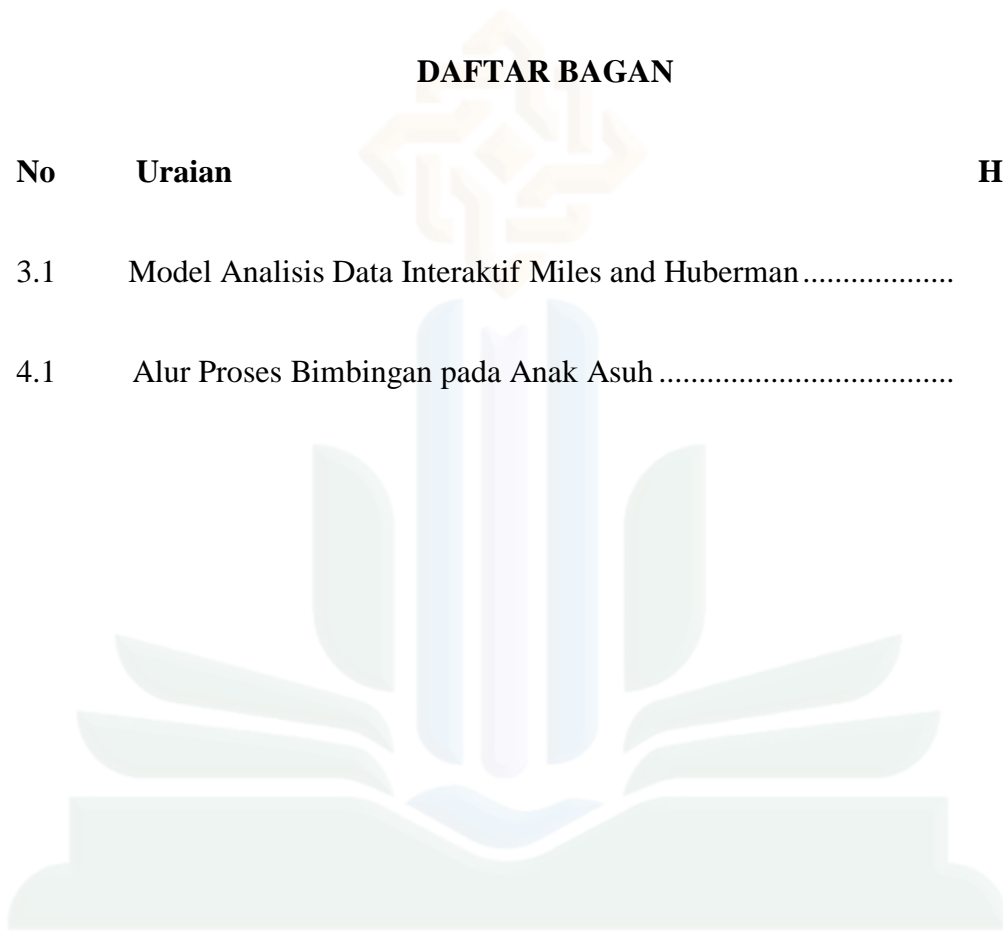 DAFTAR BAGAN
No Uraian H
3.1 Model Analisis Data Interaktif Miles and Huberman...................
4.1 Alur Proses Bimbingan pada Anak Asuh.....................................